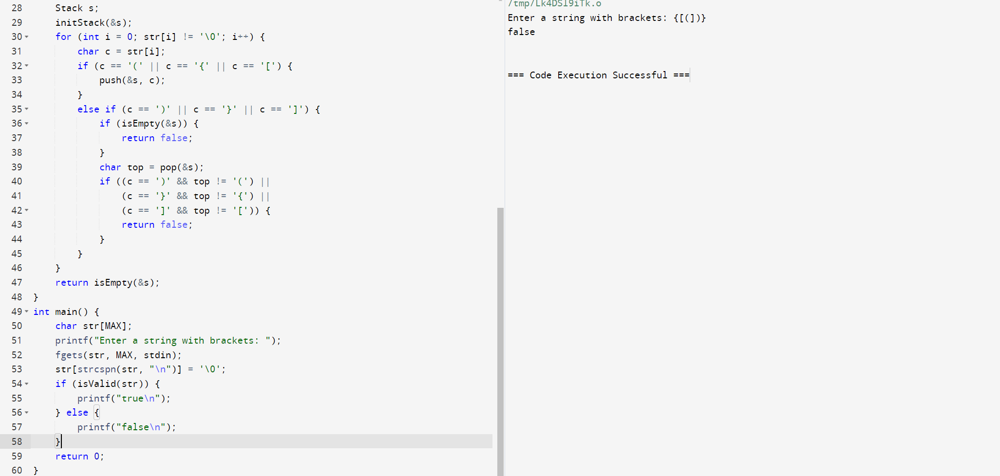 28 Stack s;
29 initStack(&s);
30 for (int i = 0; str[i] != '\0'; i++) {
31 char c = str[i];
32 if (c == '(' || c == '{' || c == '[') {
33 push(&s, c);
34 }
35 else if (c == ')' || c == '}' || c == ']') {
36 if (isEmpty(&s)) {
37 return false;
38 }
39 char top = pop(&s);
40 if ((c == ')' && top != '(') ||
41 (c == '}' && top != '{') ||
42 (c == ']' && top != '[')) {
43 return false;
44 }
45 }
46 }
47 return isEmpty(&s);
48 }
49 int main() {
50 char str[MAX];
51 printf("Enter a string with brackets: ");
52 fgets(str, MAX, stdin);
53 str[strcspn(str, "\n")] = '\0';
54 if (isValid(str)) {
55 printf("true\n");
56 } else {
57 printf("false\n");
58 }
59 return 0;
60 }
/tmp/Lk4DSl9iTk.o
Enter a string with brackets: {[(])}
false
=== Code Execution Successful ===